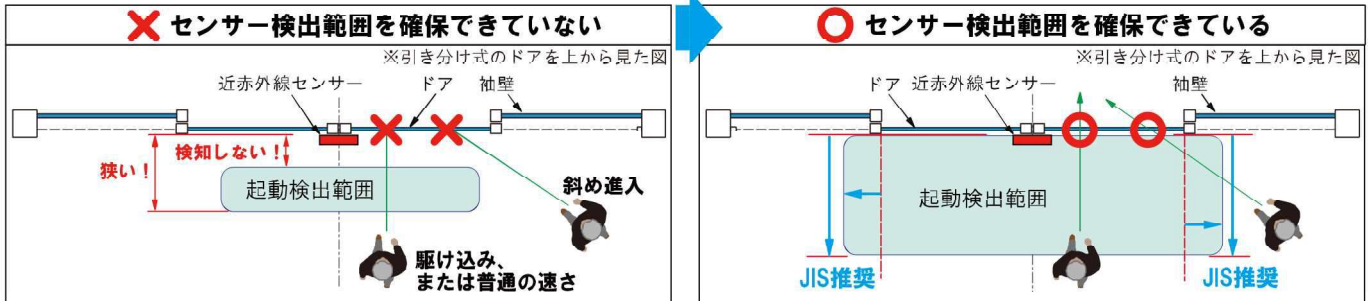 センサー検出範囲を確保できていない
※引き分け式のドアを上から見た図
近赤外線センサー
ドア
袖壁
検知しない！
狭い！
起動検出範囲
斜め進入
駆け込み、
または普通の速さ
センサー検出範囲を確保できている
※引き分け式のドアを上から見た図
ドア
近赤外線センサー
袖壁
起動検出範囲
JIS推奨
JIS推奨